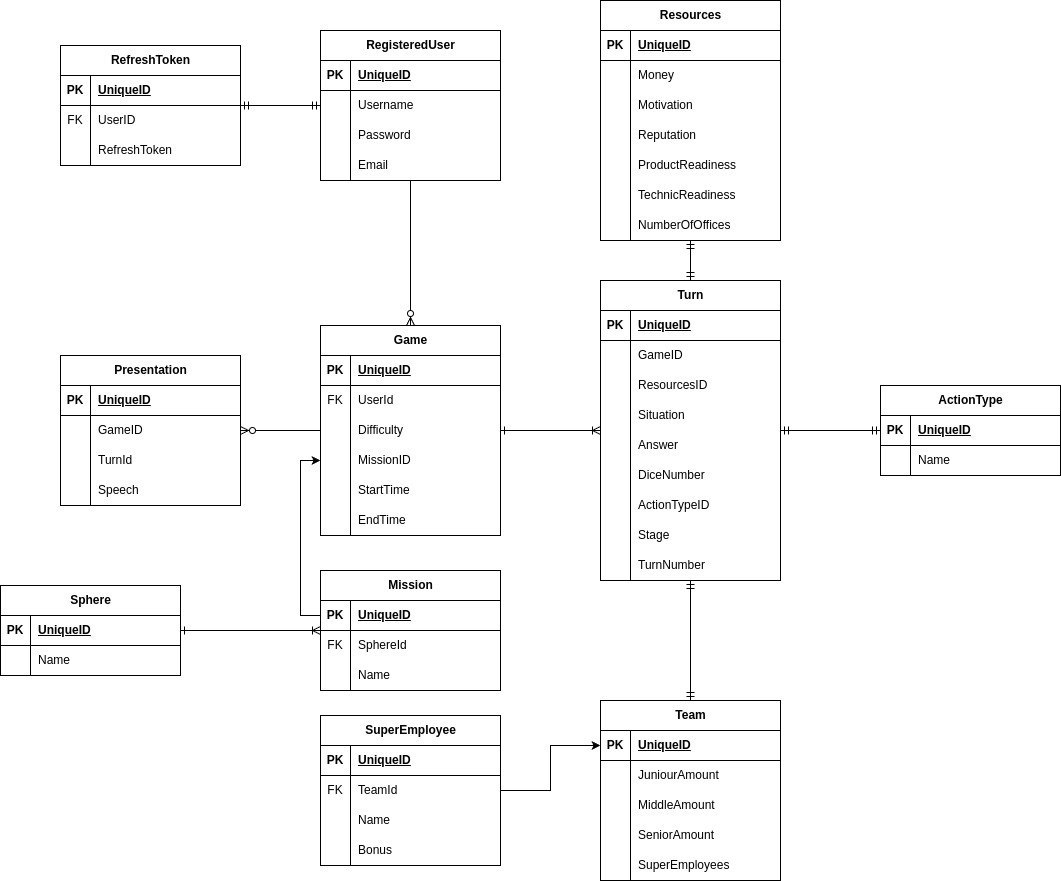 RefreshToken
PK UniqueID
FK UserID
RefreshToken
RegisteredUser
PK UniqueID
Username
Password
Email
Resources
PK UniqueID
Money
Motivation
Reputation
ProductReadiness
TechnicReadiness
NumberOfOffices
Presentation
PK UniqueID
GameID
TurnId
Speech
Game
PK UniqueID
FK UserId
Difficulty
MissionID
StartTime
EndTime
Turn
PK UniqueID
GameID
ResourcesID
Situation
Answer
DiceNumber
ActionTypeID
Stage
TurnNumber
ActionType
PK UniqueID
Name
Sphere
PK UniqueID
Name
Mission
PK UniqueID
FK SphereId
Name
SuperEmployee
PK UniqueID
FK TeamId
Name
Bonus
Team
PK UniqueID
JuniourAmount
MiddleAmount
SeniorAmount
SuperEmployees